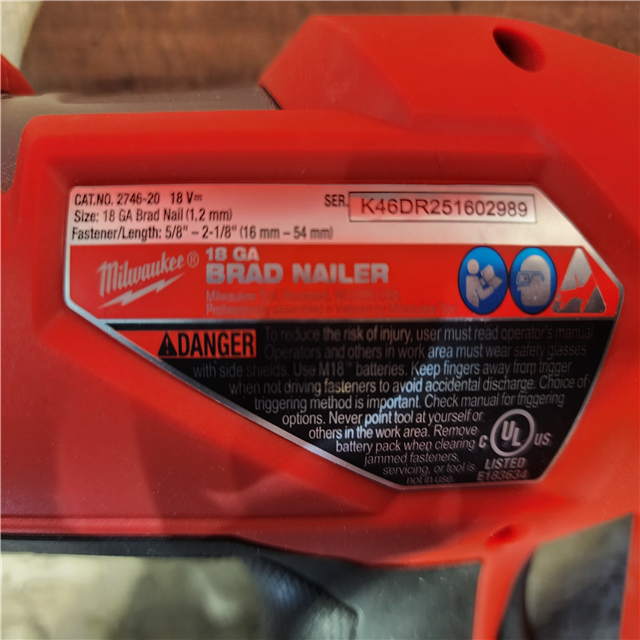 CAT.NO. 2746-20 18 V⎓
SER. K46DR251602989
Size: 18 GA Brad Nail (1,2 mm)
Fastener/Length: 5/8" – 2-1/8" (16 mm – 54 mm)
Milwaukee®
18 GA
BRAD NAILER
Milwaukee
⚠DANGER To reduce the risk of injury, user must read operator's manual
Operators and others in work area must wear safety glasses
with side shields. Use M18™ batteries. Keep fingers away from trigger
when not driving fasteners to avoid accidental discharge. Choice of
triggering method is important. Check manual for triggering
options. Never point tool at yourself or
others in the work area. Remove
battery pack when clearing
jammed fasteners,
servicing, or tool is
not in use.
C UL US
LISTED
E183634